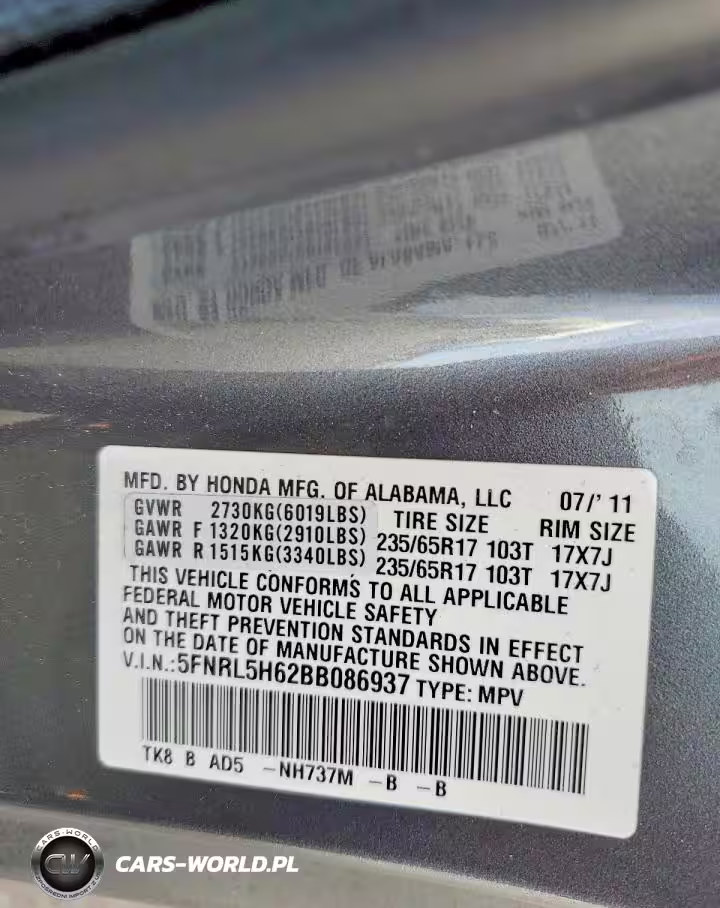 MFD. BY HONDA MFG. OF ALABAMA, LLC 07/'11
GVWR 2730KG(6019LBS) TIRE SIZE RIM SIZE
GAWR F 1320KG(2910LBS) 235/65R17 103T 17X7J
GAWR R 1515KG(3340LBS) 235/65R17 103T 17X7J
THIS VEHICLE CONFORMS TO ALL APPLICABLE
FEDERAL MOTOR VEHICLE SAFETY
AND THEFT PREVENTION STANDARDS IN EFFECT
ON THE DATE OF MANUFACTURE SHOWN ABOVE.
V.I.N.:5FNRL5H62BB086937 TYPE: MPV
TK8 B AD5 -NH737M -B -B
CARS-WORLD
CW
CARS-WORLD.PL